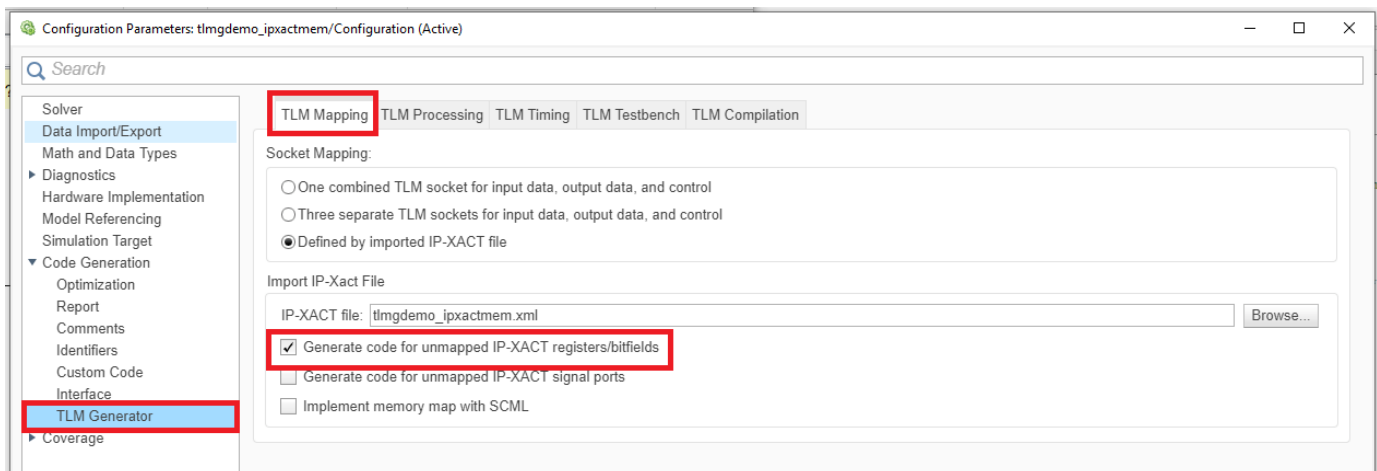 Configuration Parameters: tlmgdemo_ipxactmem/Configuration (Active)
Search
Solver
Data Import/Export
Math and Data Types
Diagnostics
Hardware Implementation
Model Referencing
Simulation Target
Code Generation
Optimization
Report
Comments
Identifiers
Custom Code
Interface
TLM Generator
Coverage
TLM Mapping TLM Processing TLM Timing TLM Testbench TLM Compilation
Socket Mapping:
One combined TLM socket for input data, output data, and control
Three separate TLM sockets for input data, output data, and control
Defined by imported IP-XACT file
Import IP-Xact File
IP-XACT file: tlmgdemo_ipxactmem.xml Browse...
Generate code for unmapped IP-XACT registers/bitfields
Generate code for unmapped IP-XACT signal ports
Implement memory map with SCML